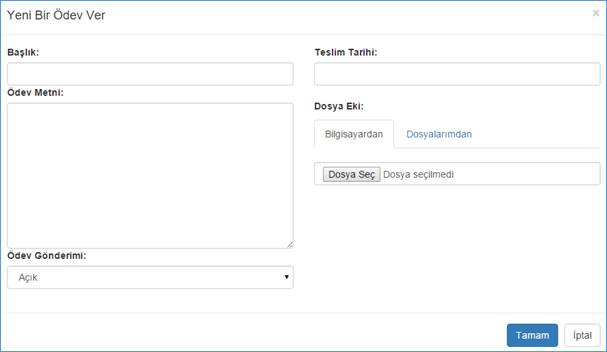 Yeni Bir Ödev Ver ×
Başlık:
Ödev Metni:
Ödev Gönderimi:
Açık
Teslim Tarihi:
Dosya Eki:
Bilgisayardan Dosyalarımdan
Dosya Seç Dosya seçilmedi
Tamam İptal